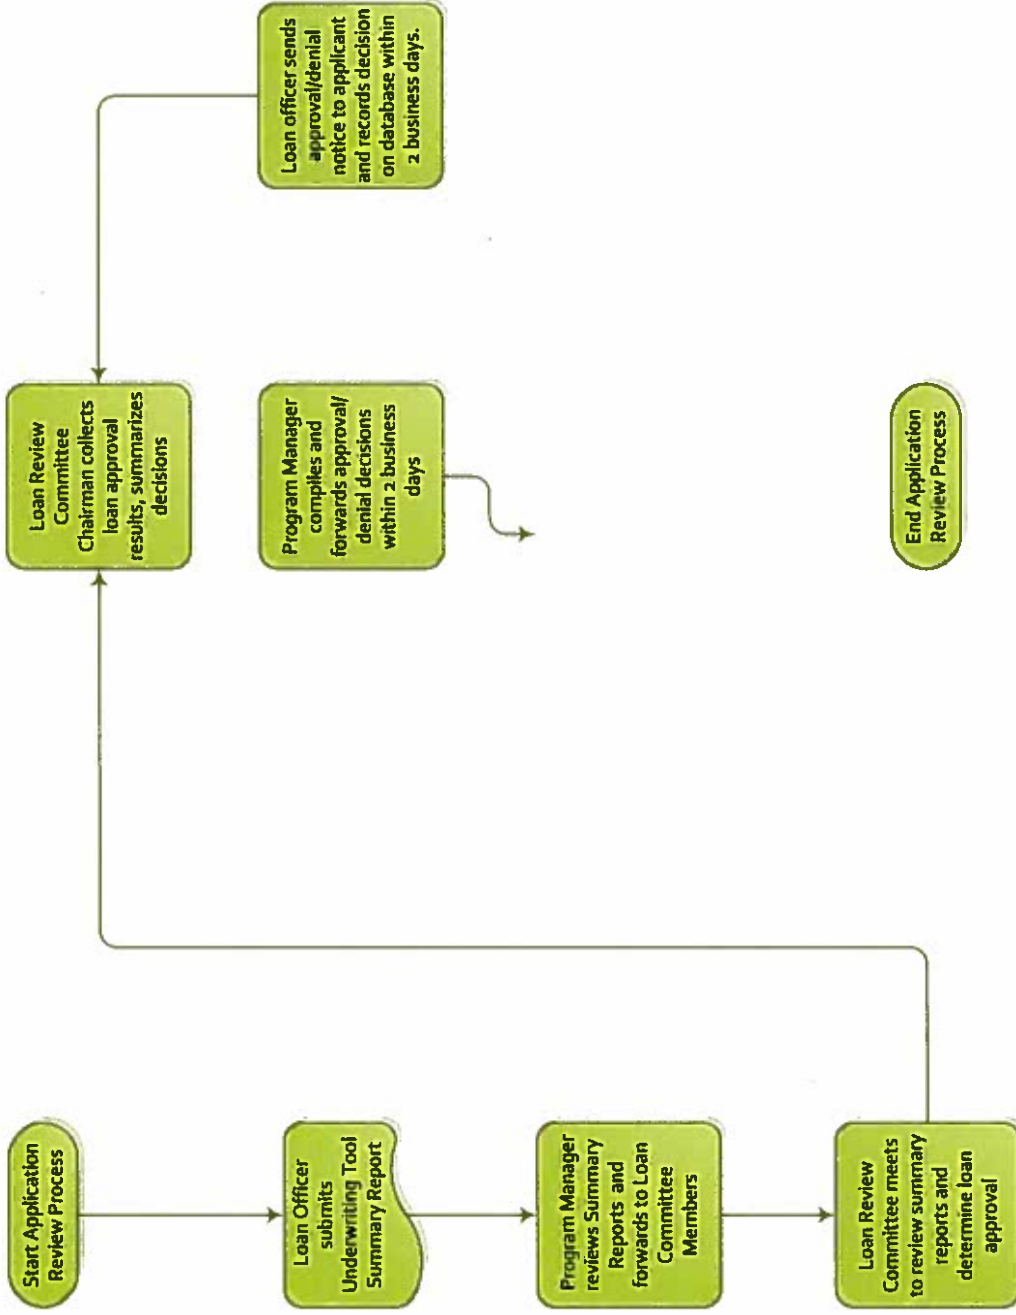 Start Application
Review Process
Loan Officer
submits
Underwriting Tool
Summary Report
Program Manager
reviews Summary
Reports and
forwards to Loan
Committee
Members
Loan Review
Committee meets
to review summary
reports and
determine loan
approval
Loan Review
Committee
Chairman collects
loan approval
results, summarizes
decisions
Program Manager
compiles and
forwards approval/
denial decisions
within 2 business
days
End Application
Review Process
Loan officer sends
approval/denial
notice to applicant
and records decision
on database within
2 business days.